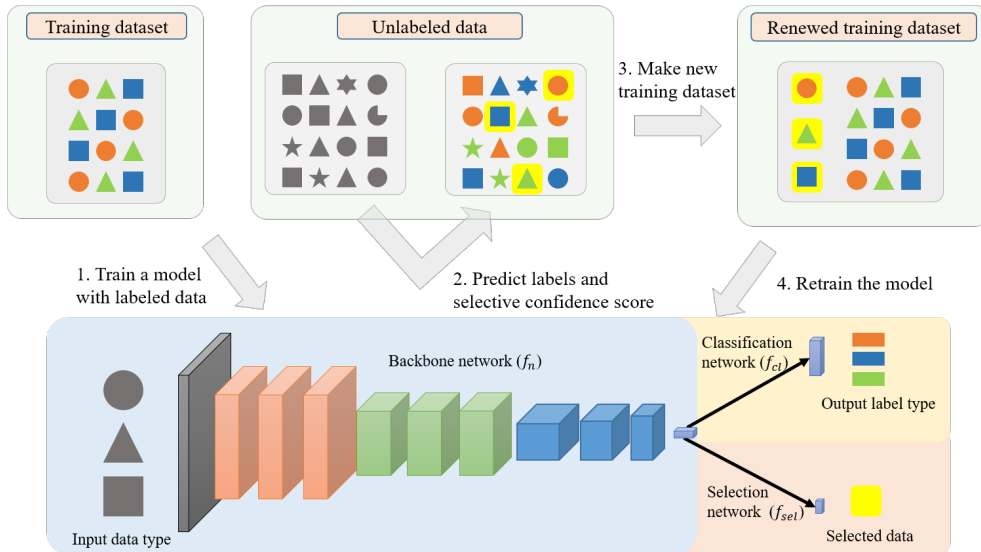 Training dataset
Unlabeled data
Renewed training dataset
3. Make new
training dataset
1. Train a model
with labeled data
2. Predict labels and
selective confidence score
4. Retrain the model
Backbone network (fₙ)
Classification
network (f_cl)
Output label type
Selection
network (f_sel)
Input data type
Selected data